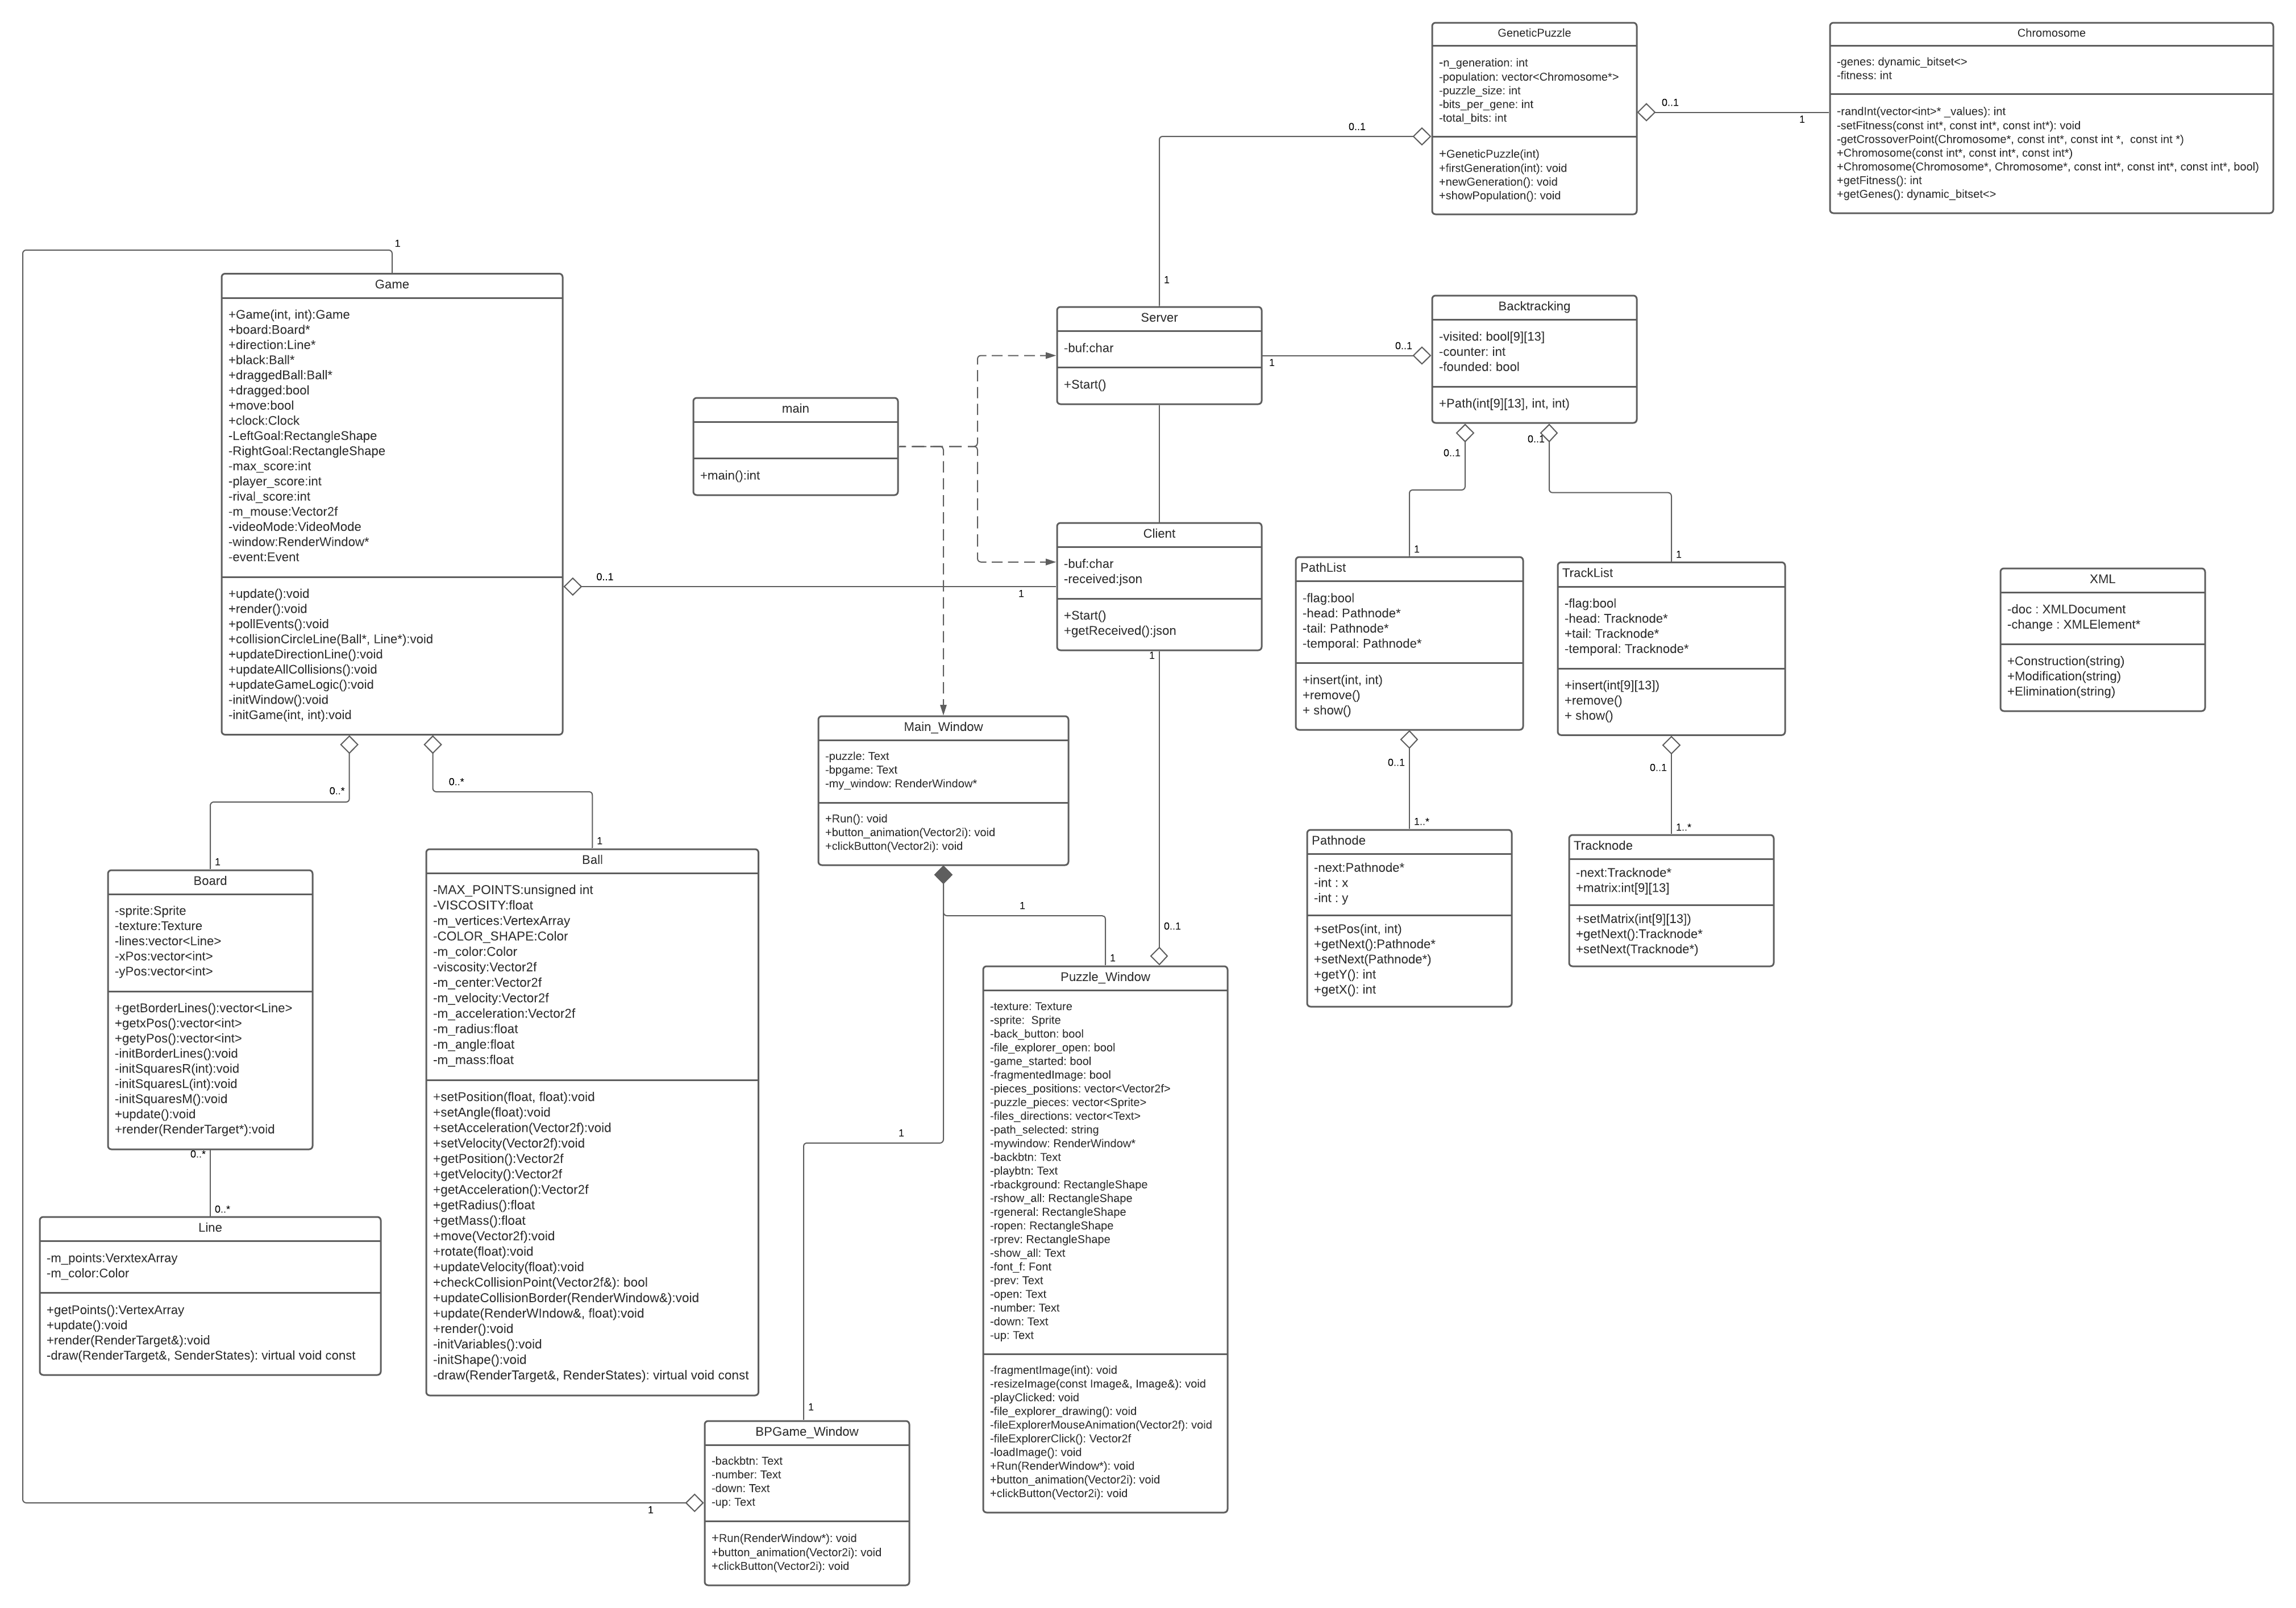 GeneticPuzzle
-n_generation: int
-population: vector<Chromosome*>
-puzzle_size: int
-bits_per_gene: int
-total_bits: int
+GeneticPuzzle(int)
+firstGeneration(int): void
+newGeneration(): void
+showPopulation(): void
0..1
1
Chromosome
-genes: dynamic_bitset<>
-fitness: int
-randInt(vector<int>* _values): int
-setFitness(const int*, const int*, const int*): void
-getCrossoverPoint(Chromosome*, const int*, const int *,  const int *)
+Chromosome(const int*, const int*, const int*)
+Chromosome(Chromosome*, Chromosome*, const int*, const int*, const int*, bool)
+getFitness(): int
+getGenes(): dynamic_bitset<>
0..1
1
1
Game
+Game(int, int):Game
+board:Board*
+direction:Line*
+black:Ball*
+draggedBall:Ball*
+dragged:bool
+move:bool
+clock:Clock
-LeftGoal:RectangleShape
-RightGoal:RectangleShape
-max_score:int
-player_score:int
-rival_score:int
-m_mouse:Vector2f
-videoMode:VideoMode
-window:RenderWindow*
-event:Event
+update():void
+render():void
+pollEvents():void
+collisionCircleLine(Ball*, Line*):void
+updateDirectionLine():void
+updateAllCollisions():void
+updateGameLogic():void
-initWindow():void
-initGame(int, int):void
0..1
1
main
+main():int
Server
-buf:char
+Start()
1
0..1
Backtracking
-visited: bool[9][13]
-counter: int
-founded: bool
+Path(int[9][13], int, int)
0..1
0..1
1
1
Client
-buf:char
-received:json
+Start()
+getReceived():json
1
PathList
-flag:bool
-head: Pathnode*
-tail: Pathnode*
-temporal: Pathnode*
+insert(int, int)
+remove()
+ show()
0..1
1..*
TrackList
-flag:bool
-head: Tracknode*
+tail: Tracknode*
-temporal: Tracknode*
+insert(int[9][13])
+remove()
+ show()
0..1
1..*
XML
-doc : XMLDocument
-change : XMLElement*
+Construction(string)
+Modification(string)
+Elimination(string)
Main_Window
-puzzle: Text
-bpgame: Text
-my_window: RenderWindow*
+Run(): void
+button_animation(Vector2i): void
+clickButton(Vector2i): void
1
1
0..1
0..*
0..*
1
1
Board
-sprite:Sprite
-texture:Texture
-lines:vector<Line>
-xPos:vector<int>
-yPos:vector<int>
+getBorderLines():vector<Line>
+getxPos():vector<int>
+getyPos():vector<int>
-initBorderLines():void
-initSquaresR(int):void
-initSquaresL(int):void
-initSquaresM():void
+update():void
+render(RenderTarget*):void
0..*
0..*
Line
-m_points:VerxtexArray
-m_color:Color
+getPoints():VertexArray
+update():void
+render(RenderTarget&):void
-draw(RenderTarget&, SenderStates): virtual void const
Ball
-MAX_POINTS:unsigned int
-VISCOSITY:float
-m_vertices:VertexArray
-COLOR_SHAPE:Color
-m_color:Color
-viscosity:Vector2f
-m_center:Vector2f
-m_velocity:Vector2f
-m_acceleration:Vector2f
-m_radius:float
-m_angle:float
-m_mass:float
+setPosition(float, float):void
+setAngle(float):void
+setAcceleration(Vector2f):void
+setVelocity(Vector2f):void
+getPosition():Vector2f
+getVelocity():Vector2f
+getAcceleration():Vector2f
+getRadius():float
+getMass():float
+move(Vector2f):void
+rotate(float):void
+updateVelocity(float):void
+checkCollisionPoint(Vector2f&): bool
+updateCollisionBorder(RenderWindow&):void
+update(RenderWIndow&, float):void
+render():void
-initVariables():void
-initShape():void
-draw(RenderTarget&, RenderStates): virtual void const
Puzzle_Window
-texture: Texture
-sprite:  Sprite
-back_button: bool
-file_explorer_open: bool
-game_started: bool
-fragmentedImage: bool
-pieces_positions: vector<Vector2f>
-puzzle_pieces: vector<Sprite>
-files_directions: vector<Text>
-path_selected: string
-mywindow: RenderWindow*
-backbtn: Text
-playbtn: Text
-rbackground: RectangleShape
-rshow_all: RectangleShape
-rgeneral: RectangleShape
-ropen: RectangleShape
-rprev: RectangleShape
-show_all: Text
-font_f: Font
-prev: Text
-open: Text
-number: Text
-down: Text
-up: Text
-fragmentImage(int): void
-resizeImage(const Image&, Image&): void
-playClicked: void
-file_explorer_drawing(): void
-fileExplorerMouseAnimation(Vector2f): void
-fileExplorerClick(): Vector2f
-loadImage(): void
+Run(RenderWindow*): void
+button_animation(Vector2i): void
+clickButton(Vector2i): void
Pathnode
-next:Pathnode*
-int : x
-int : y
+setPos(int, int)
+getNext():Pathnode*
+setNext(Pathnode*)
+getY(): int
+getX(): int
Tracknode
-next:Tracknode*
+matrix:int[9][13]
+setMatrix(int[9][13])
+getNext():Tracknode*
+setNext(Tracknode*)
1
1
BPGame_Window
-backbtn: Text
-number: Text
-down: Text
-up: Text
+Run(RenderWindow*): void
+button_animation(Vector2i): void
+clickButton(Vector2i): void
1